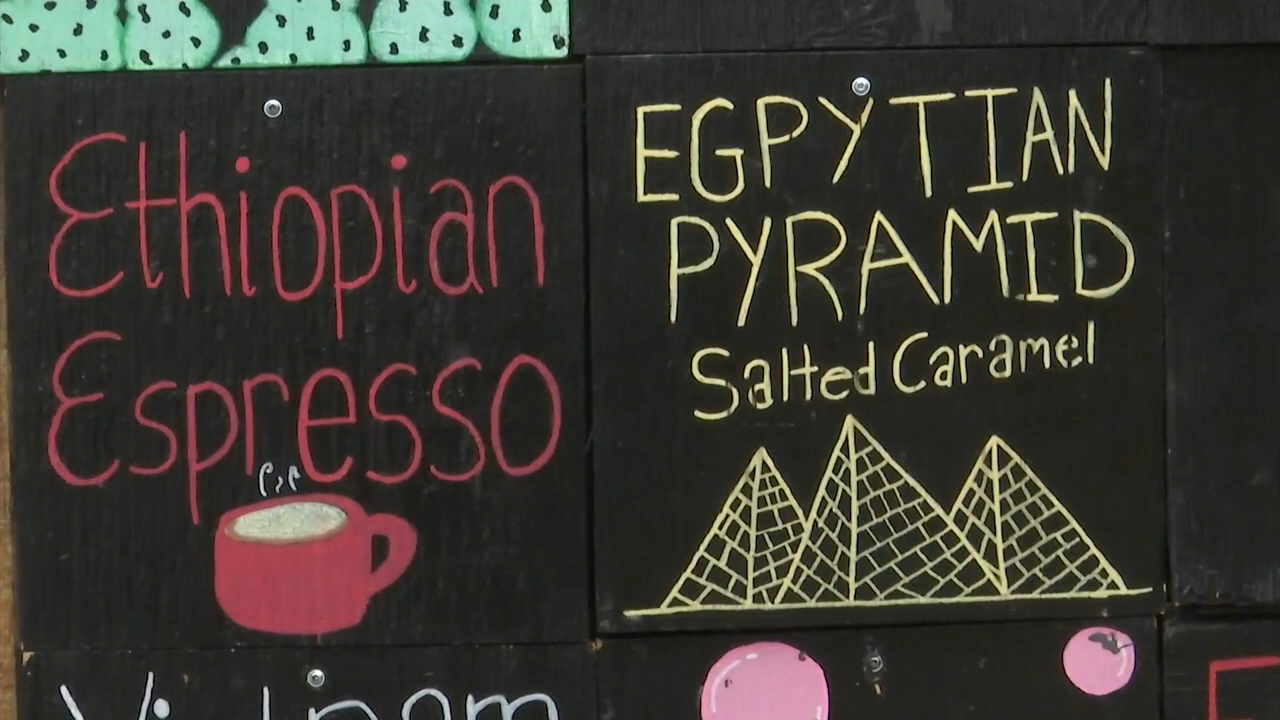 Ethiopian
Espresso
EGPYTIAN
PYRAMID
Salted Caramel